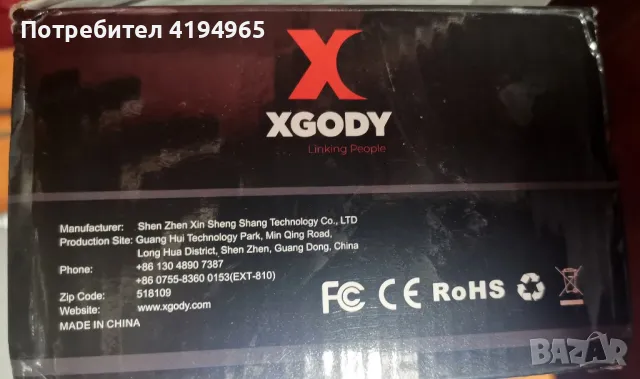 Потребител 4194965
X
XGODY
Linking People
Manufacturer: Shen Zhen Xin Sheng Shang Technology Co., LTD
Production Site: Guang Hui Technology Park, Min Qing Road,
Long Hua District, Shen Zhen, Guang Dong, China
Phone: +86 130 4890 7387
+86 0755-8360 0153(EXT-810)
Zip Code: 518109
Website: www.xgody.com
MADE IN CHINA
FC CE RoHS
BAZAR